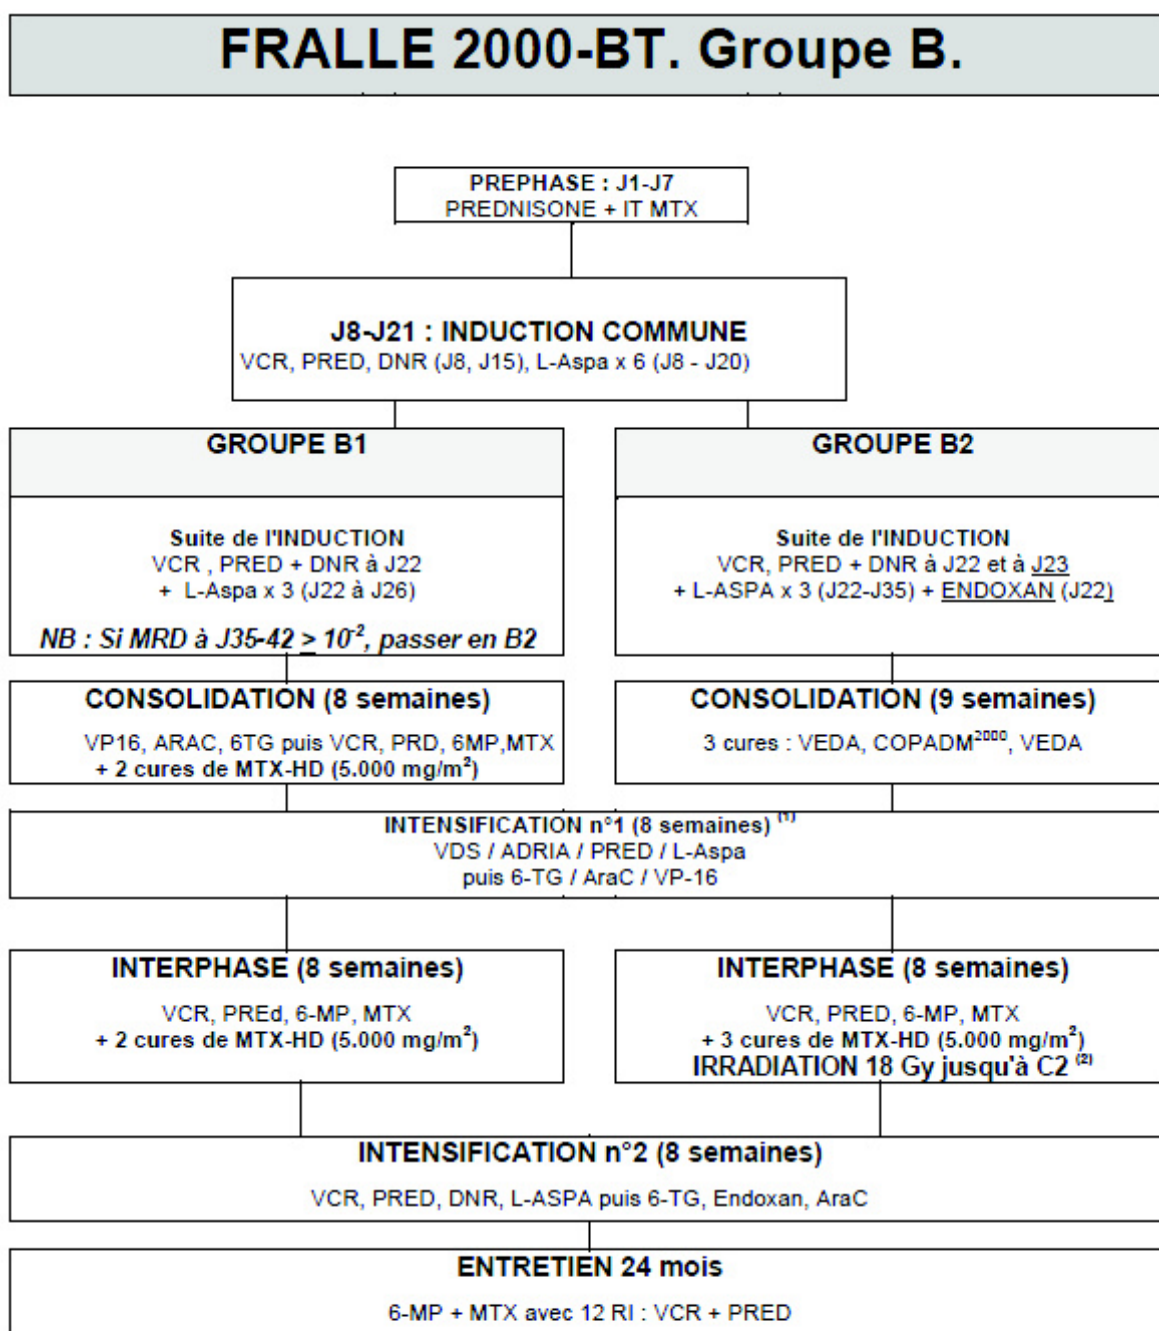 FRALLE 2000-BT. Groupe B.
PREPHASE : J1-J7
PREDNISONE + IT MTX
J8-J21 : INDUCTION COMMUNE
VCR, PRED, DNR (J8, J15), L-Aspa x 6 (J8 - J20)
GROUPE B1
Suite de l'INDUCTION
VCR , PRED + DNR à J22
+ L-Aspa x 3 (J22 à J26)
NB : Si MRD à J35-42 ≥ 10⁻², passer en B2
GROUPE B2
Suite de l'INDUCTION
VCR, PRED + DNR à J22 et à J23
+ L-ASPA x 3 (J22-J35) + ENDOXAN (J22)
CONSOLIDATION (8 semaines)
VP16, ARAC, 6TG puis VCR, PRD, 6MP,MTX
+ 2 cures de MTX-HD (5.000 mg/m²)
CONSOLIDATION (9 semaines)
3 cures : VEDA, COPADM²⁰⁰⁰, VEDA
INTENSIFICATION n°1 (8 semaines) ⁽¹⁾
VDS / ADRIA / PRED / L-Aspa
puis 6-TG / AraC / VP-16
INTERPHASE (8 semaines)
VCR, PREd, 6-MP, MTX
+ 2 cures de MTX-HD (5.000 mg/m²)
INTERPHASE (8 semaines)
VCR, PRED, 6-MP, MTX
+ 3 cures de MTX-HD (5.000 mg/m²)
IRRADIATION 18 Gy jusqu'à C2 ⁽²⁾
INTENSIFICATION n°2 (8 semaines)
VCR, PRED, DNR, L-ASPA puis 6-TG, Endoxan, AraC
ENTRETIEN 24 mois
6-MP + MTX avec 12 RI : VCR + PRED